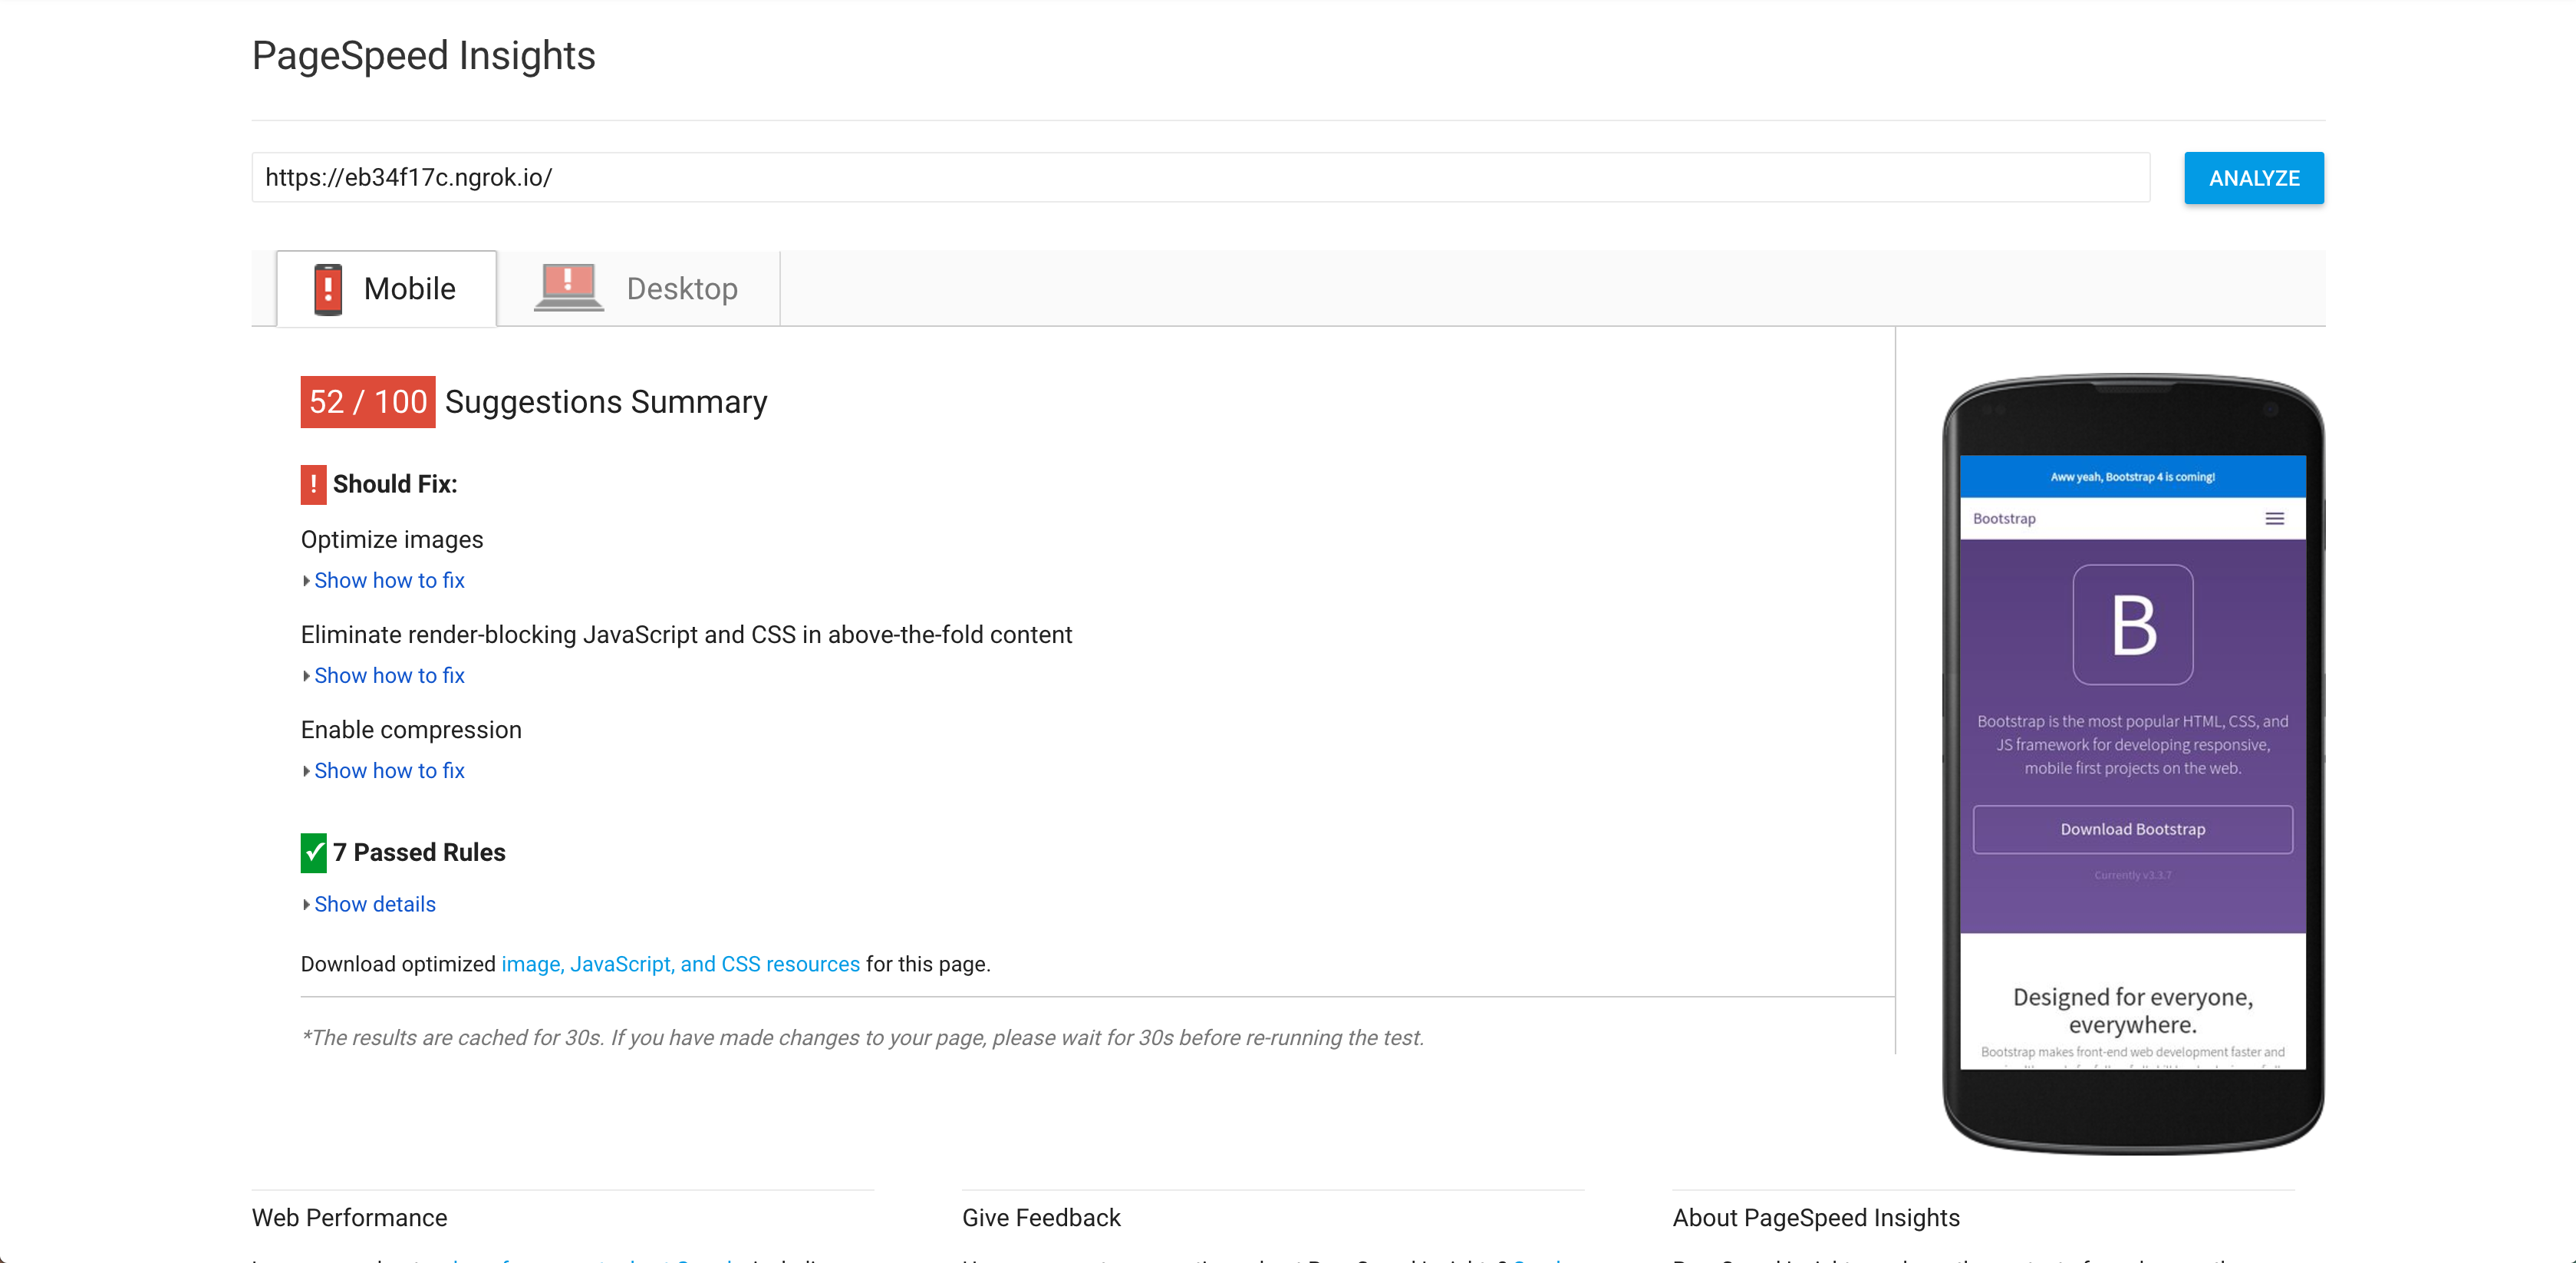 PageSpeed Insights
https://eb34f17c.ngrok.io/
ANALYZE
Mobile
Desktop
52 / 100 Suggestions Summary
! Should Fix:
Optimize images
Show how to fix
Eliminate render-blocking JavaScript and CSS in above-the-fold content
Show how to fix
Enable compression
Show how to fix
7 Passed Rules
Show details
Download optimized image, JavaScript, and CSS resources for this page.
*The results are cached for 30s. If you have made changes to your page, please wait for 30s before re-running the test.
Aww yeah, Bootstrap 4 is coming!
Bootstrap
B
Bootstrap is the most popular HTML, CSS, and
JS framework for developing responsive,
mobile first projects on the web.
Download Bootstrap
Currently v3.3.7
Designed for everyone,
everywhere.
Bootstrap makes front-end web development faster and
Web Performance
Give Feedback
About PageSpeed Insights